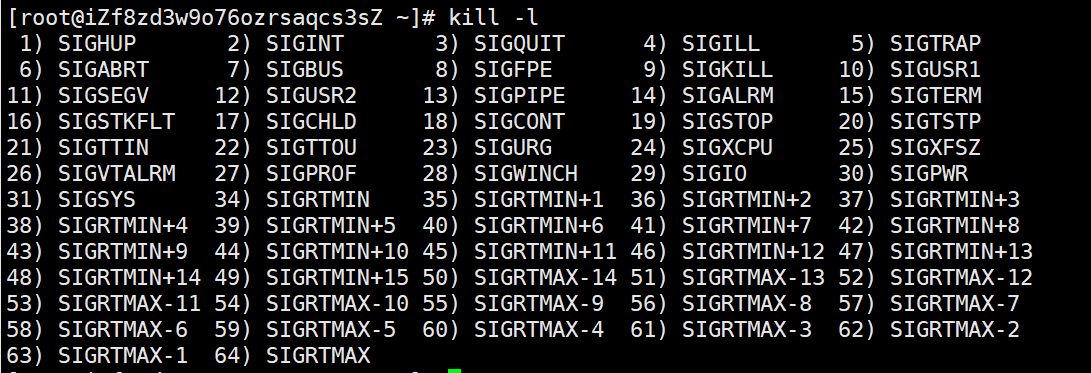 [root@iZf8zd3w9o76ozrsaqcs3sZ ~]# kill -l
 1) SIGHUP       2) SIGINT       3) SIGQUIT      4) SIGILL       5) SIGTRAP
 6) SIGABRT      7) SIGBUS       8) SIGFPE       9) SIGKILL     10) SIGUSR1
11) SIGSEGV     12) SIGUSR2     13) SIGPIPE     14) SIGALRM     15) SIGTERM
16) SIGSTKFLT   17) SIGCHLD     18) SIGCONT     19) SIGSTOP     20) SIGTSTP
21) SIGTTIN     22) SIGTTOU     23) SIGURG      24) SIGXCPU     25) SIGXFSZ
26) SIGVTALRM   27) SIGPROF     28) SIGWINCH    29) SIGIO       30) SIGPWR
31) SIGSYS      34) SIGRTMIN    35) SIGRTMIN+1  36) SIGRTMIN+2  37) SIGRTMIN+3
38) SIGRTMIN+4  39) SIGRTMIN+5  40) SIGRTMIN+6  41) SIGRTMIN+7  42) SIGRTMIN+8
43) SIGRTMIN+9  44) SIGRTMIN+10 45) SIGRTMIN+11 46) SIGRTMIN+12 47) SIGRTMIN+13
48) SIGRTMIN+14 49) SIGRTMIN+15 50) SIGRTMAX-14 51) SIGRTMAX-13 52) SIGRTMAX-12
53) SIGRTMAX-11 54) SIGRTMAX-10 55) SIGRTMAX-9  56) SIGRTMAX-8  57) SIGRTMAX-7
58) SIGRTMAX-6  59) SIGRTMAX-5  60) SIGRTMAX-4  61) SIGRTMAX-3  62) SIGRTMAX-2
63) SIGRTMAX-1  64) SIGRTMAX